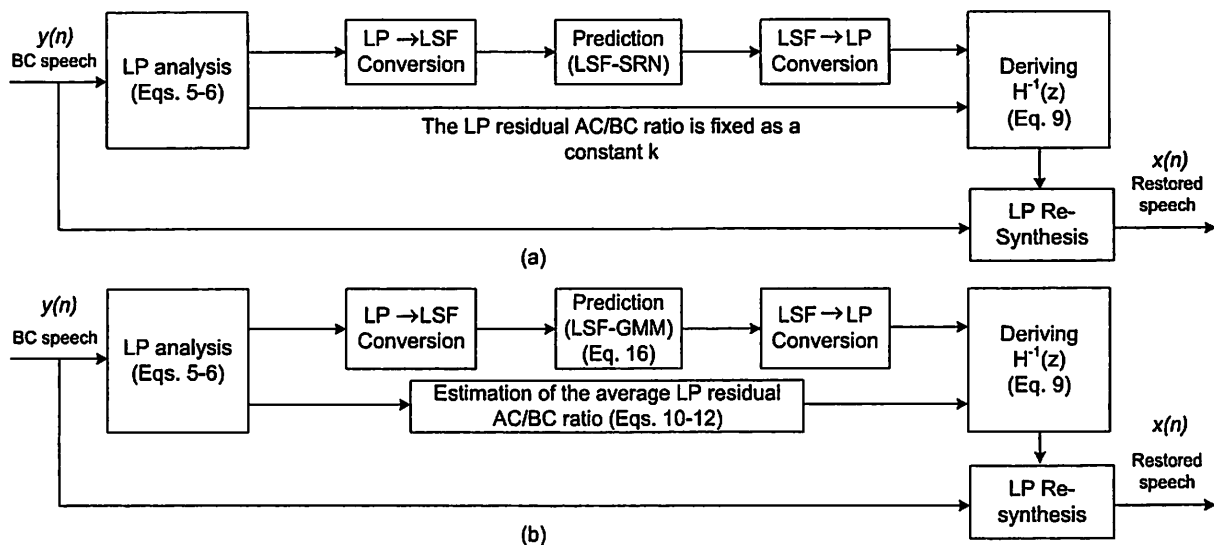 y(n)
BC speech
LP analysis
(Eqs. 5-6)
LP →LSF
Conversion
Prediction
(LSF-SRN)
LSF→LP
Conversion
Deriving
H⁻¹(z)
(Eq. 9)
The LP residual AC/BC ratio is fixed as a
constant k
x(n)
Restored
speech
LP Re-
Synthesis
(a)
y(n)
BC speech
LP analysis
(Eqs. 5-6)
LP →LSF
Conversion
Prediction
(LSF-GMM)
(Eq. 16)
LSF→LP
Conversion
Deriving
H⁻¹(z)
(Eq. 9)
Estimation of the average LP residual
AC/BC ratio (Eqs. 10-12)
x(n)
Restored
speech
LP Re-
synthesis
(b)